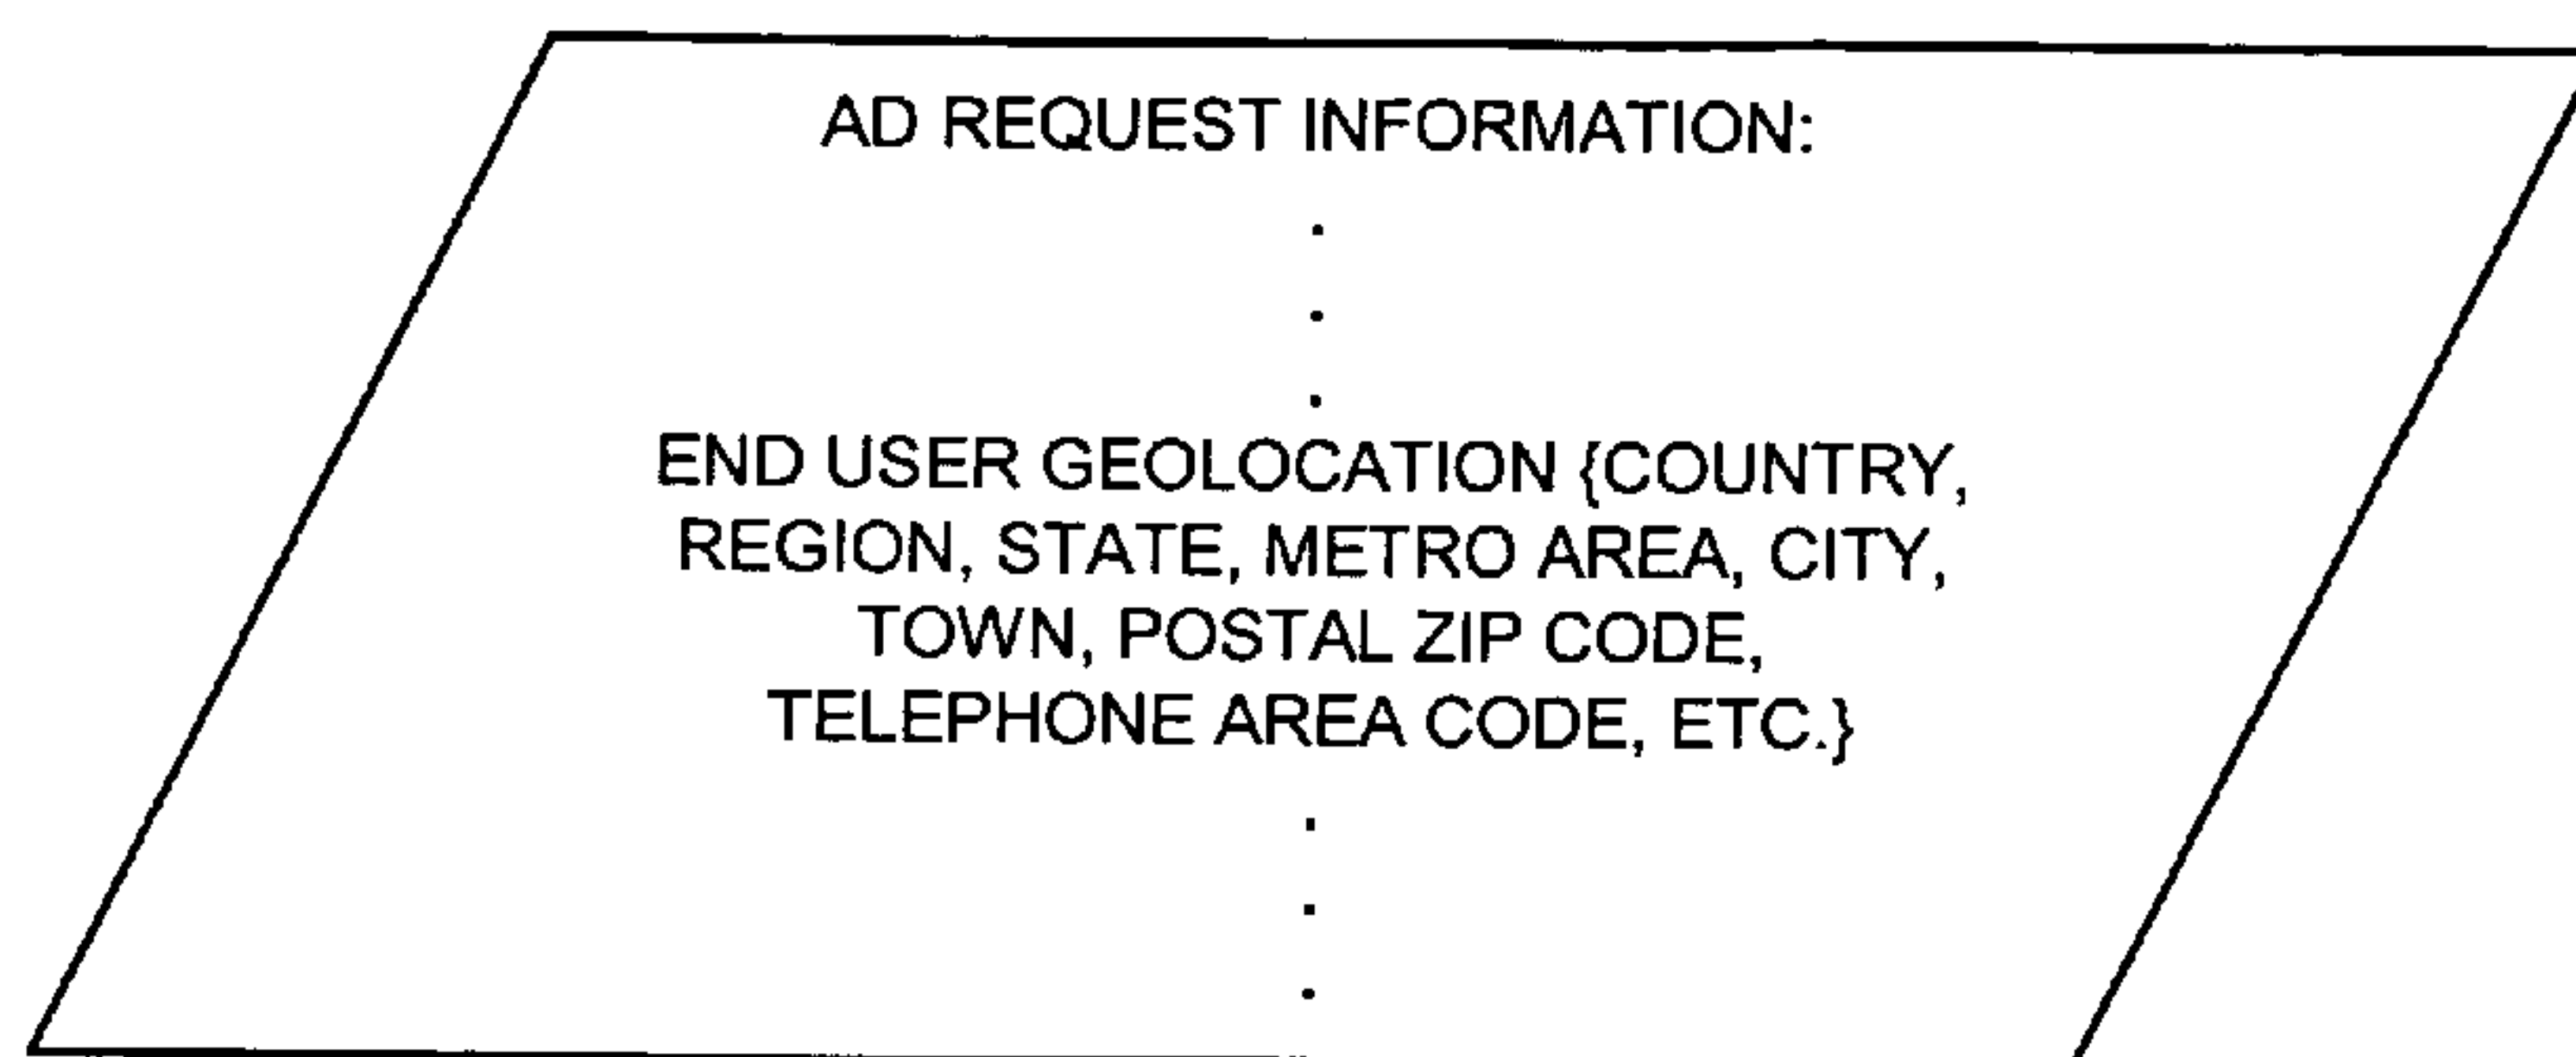 AD REQUEST INFORMATION:
.
.
.
END USER GEOLOCATION {COUNTRY,
REGION, STATE, METRO AREA, CITY,
TOWN, POSTAL ZIP CODE,
TELEPHONE AREA CODE, ETC.}
.
.
.